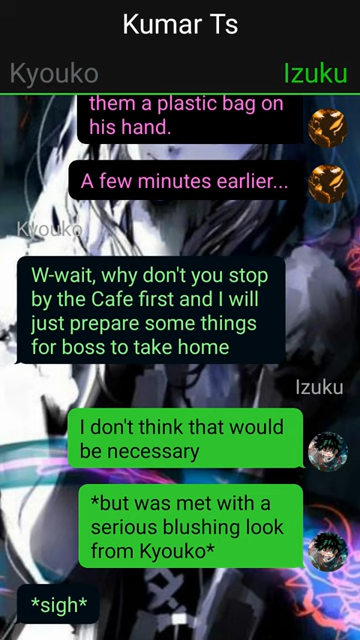 Kumar Ts
Kyouko
Izuku
them a plastic bag on
his hand.
A few minutes earlier...
Kyouko
W-wait, why don't you stop
by the Cafe first and I will
just prepare some things
for boss to take home
Izuku
I don't think that would
be necessary
*but was met with a
serious blushing look
from Kyouko*
*sigh*